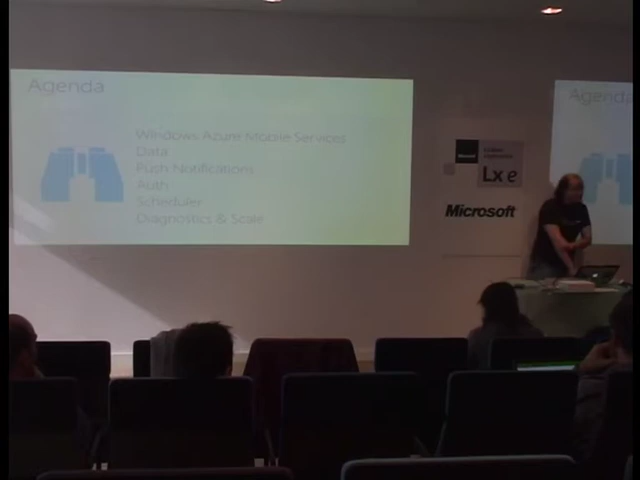 Agenda
Windows Azure Mobile Services
Data
Push Notifications
Auth
Scheduler
Diagnostics & Scale
Agenda
Lx e
Microsoft